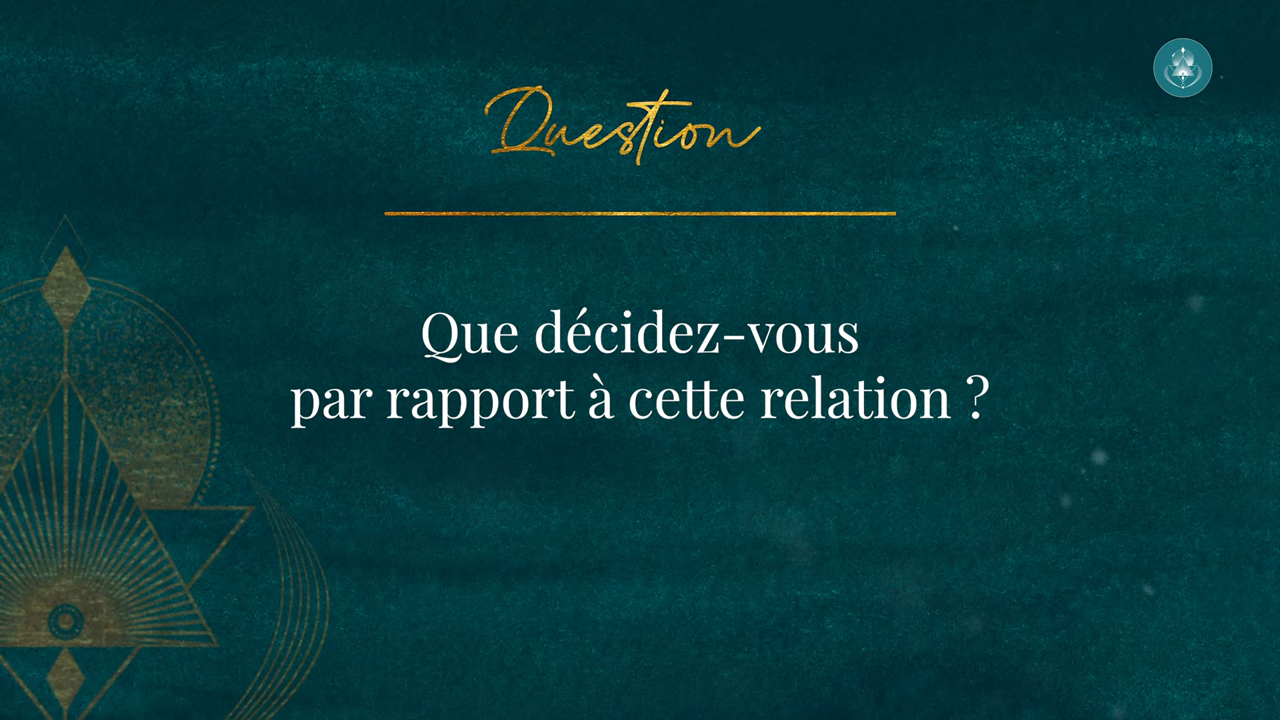 Question
Que décidez-vous
par rapport à cette relation ?